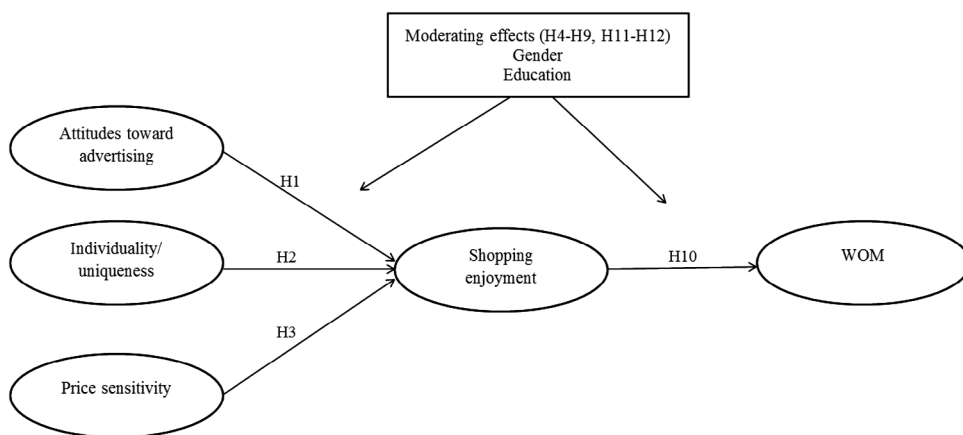 Moderating effects (H4-H9, H11-H12)
Gender
Education
Attitudes toward
advertising
H1
Individuality/
uniqueness
H2
Shopping
enjoyment
H10
WOM
H3
Price sensitivity